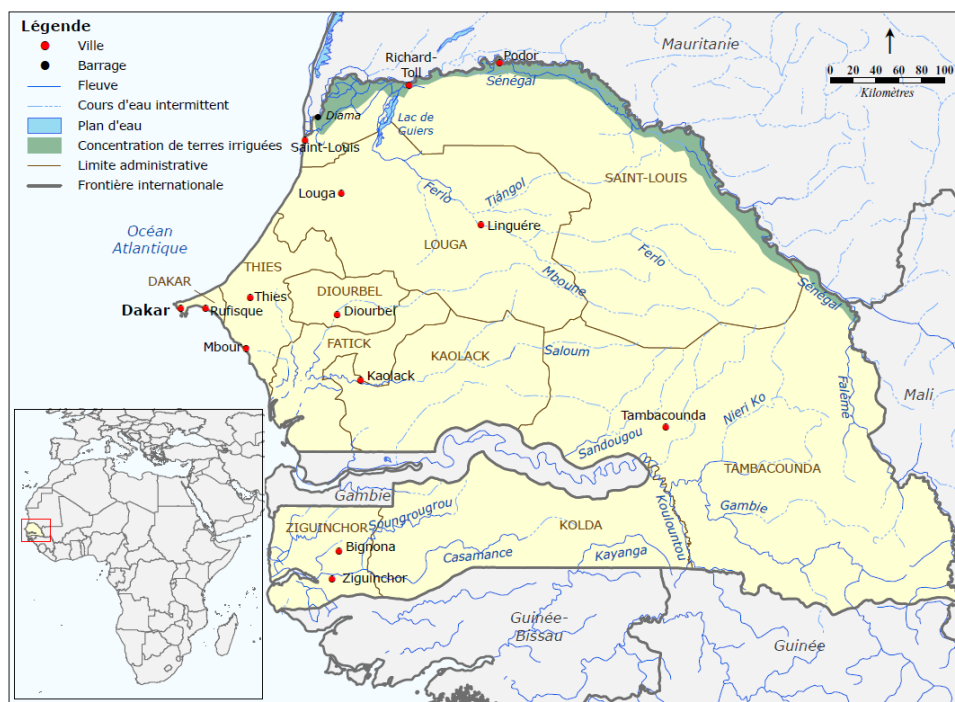 Légende
Ville
Barrage
Fleuve
Cours d'eau intermittent
Plan d'eau
Concentration de terres irriguées
Limite administrative
Frontière internationale
Mauritanie
0 20 40 60 80 100
Kilomètres
Richard-
Toll
Podor
Sénégal
Diama
Lac de
Guiers
Saint-Louis
SAINT-LOUIS
Louga
Ferlo
Tiángol
Linguére
LOUGA
Océan
Atlantique
THIES
Ferlo
Mboune
DAKAR
DIOURBEL
Sénégal
Dakar
Rufisque
Thies
Diourbel
Mbour
FATICK
KAOLACK
Saloum
Kaolack
Falémé
Mali
Tambacounda
Nieri Ko
Sandougou
TAMBACOUNDA
Gambie
Gambie
Koulountou
ZIGUINCHOR
Soungrougrou
KOLDA
Bignona
Casamance
Kayanga
Ziguinchor
Guinée-
Bissau
Guinée